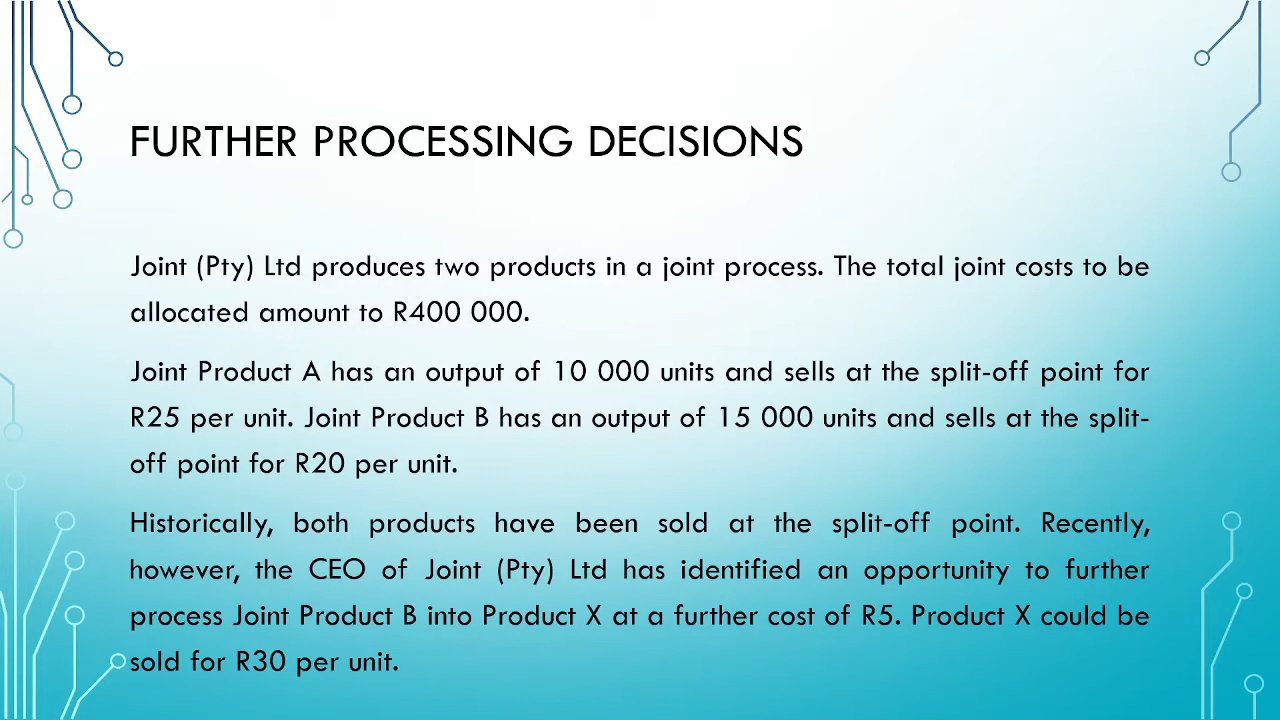 FURTHER PROCESSING DECISIONS
Joint (Pty) Ltd produces two products in a joint process. The total joint costs to be
allocated amount to R400 000.
Joint Product A has an output of 10 000 units and sells at the split-off point for
R25 per unit. Joint Product B has an output of 15 000 units and sells at the split-
off point for R20 per unit.
Historically, both products have been sold at the split-off point. Recently,
however, the CEO of Joint (Pty) Ltd has identified an opportunity to further
process Joint Product B into Product X at a further cost of R5. Product X could be
sold for R30 per unit.